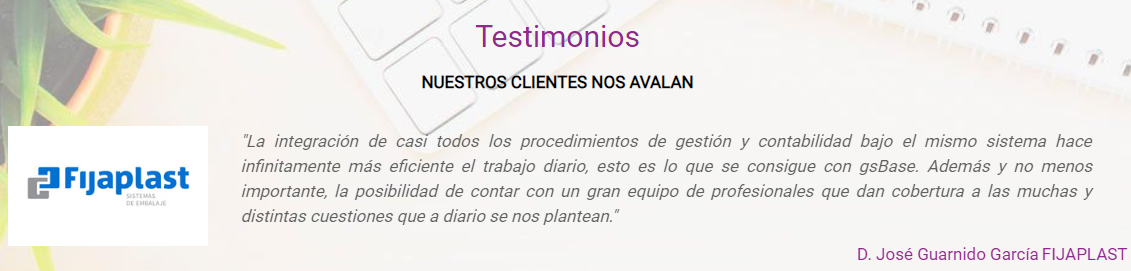 Testimonios
NUESTROS CLIENTES NOS AVALAN
Fijaplast
SISTEMAS
DE EMBALAJE
"La integración de casi todos los procedimientos de gestión y contabilidad bajo el mismo sistema hace
infinitamente más eficiente el trabajo diario, esto es lo que se consigue con gsBase. Además y no menos
importante, la posibilidad de contar con un gran equipo de profesionales que dan cobertura a las muchas y
distintas cuestiones que a diario se nos plantean."
D. José Guarnido García FIJAPLAST